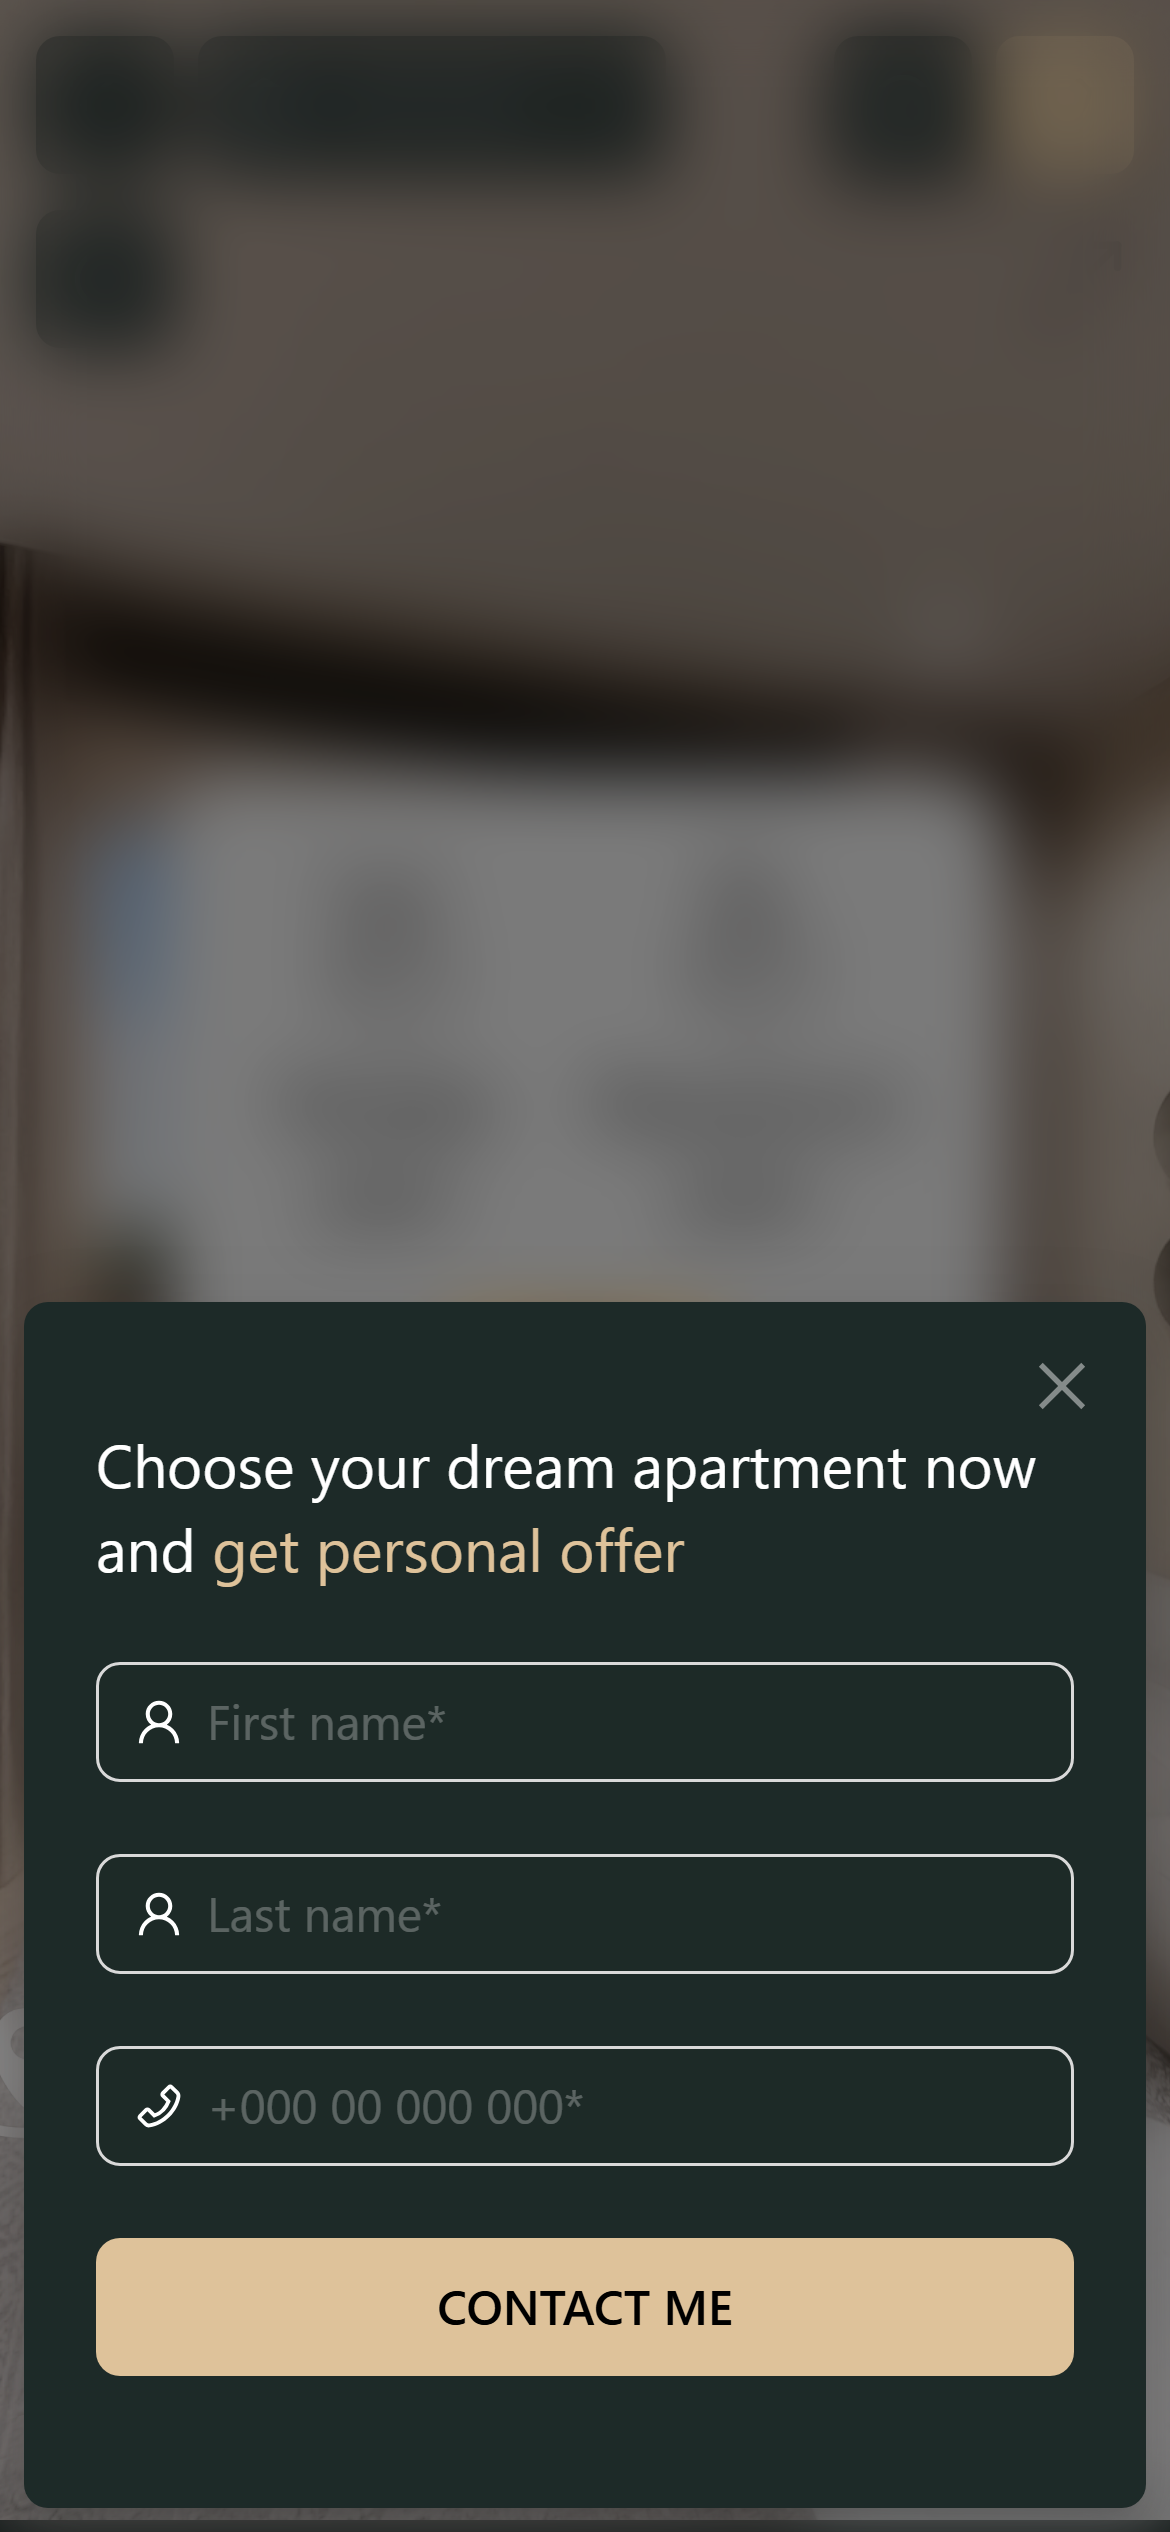 Choose your dream apartment now
and get personal offer
First name*
Last name*
+000 00 000 000*
CONTACT ME